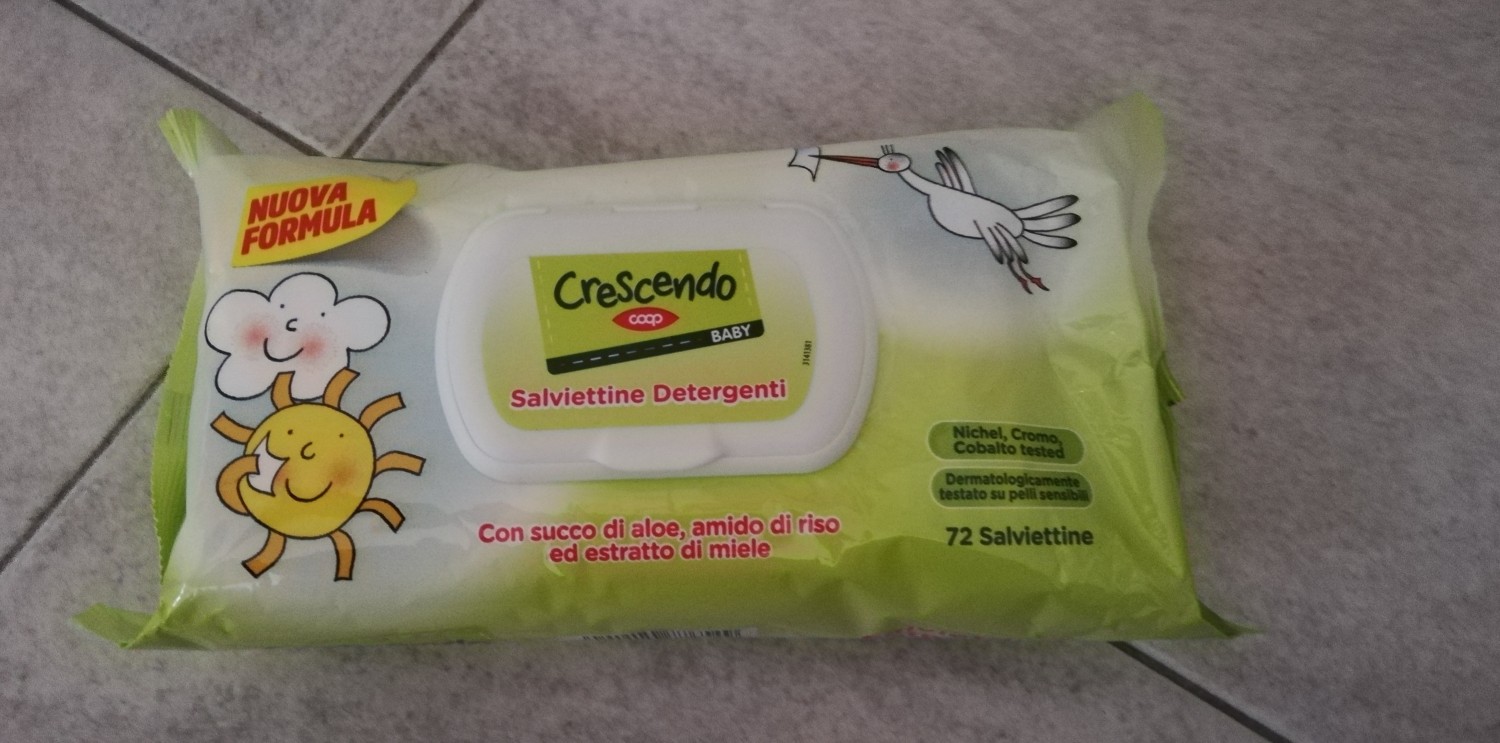 NUOVA
FORMULA
Crescendo
coop
BABY
Salviettine Detergenti
Con succo di aloe, amido di riso
ed estratto di miele
Nichel, Cromo,
Cobalto tested
Dermatologicamente
testato su pelli sensibili
72 Salviettine